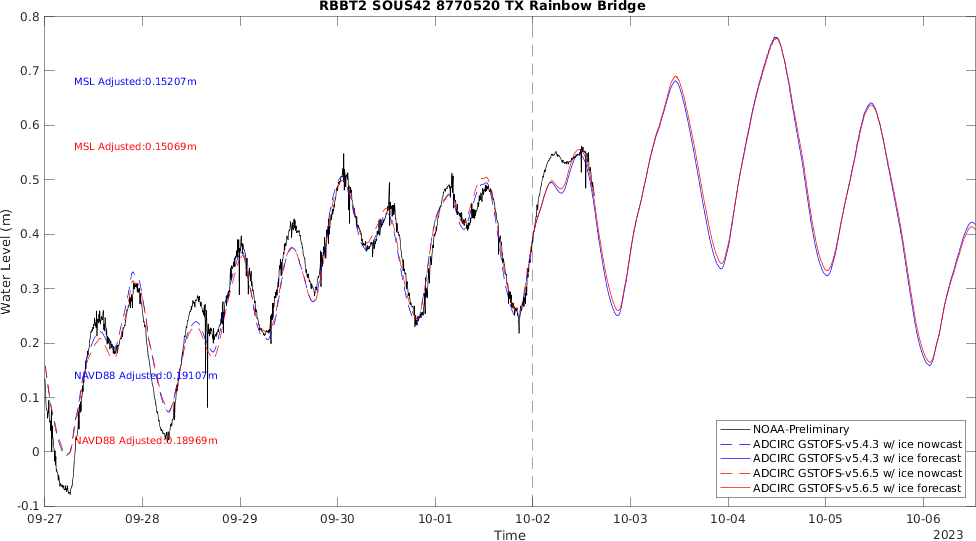 RBBT2 SOUS42 8770520 TX Rainbow Bridge
0.8
0.7
MSL Adjusted:0.15207m
0.6
MSL Adjusted:0.15069m
0.5
0.4
Water Level (m)
0.3
0.2
NAVD88 Adjusted:0.19107m
0.1
NAVD88 Adjusted:0.18969m
0
-0.1
NOAA-Preliminary
ADCIRC GSTOFS-v5.4.3 w/ ice nowcast
ADCIRC GSTOFS-v5.4.3 w/ ice forecast
ADCIRC GSTOFS-v5.6.5 w/ ice nowcast
ADCIRC GSTOFS-v5.6.5 w/ ice forecast
09-27 09-28 09-29 09-30 10-01 10-02 10-03 10-04 10-05 10-06
Time
2023